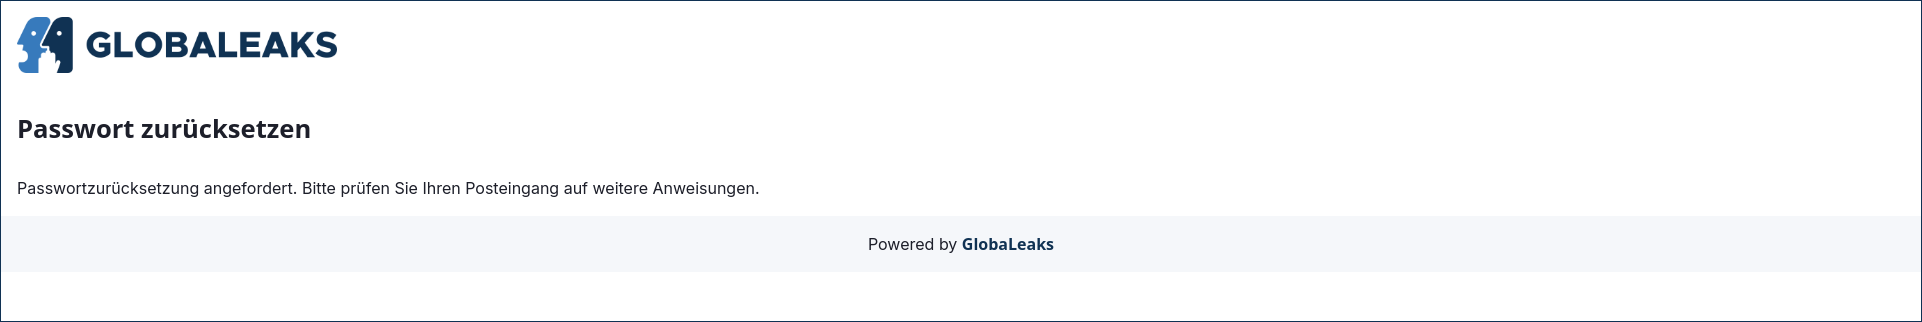 GLOBALEAKS
Passwort zurücksetzen
Passwortzurücksetzung angefordert. Bitte prüfen Sie Ihren Posteingang auf weitere Anweisungen.
Powered by GlobaLeaks